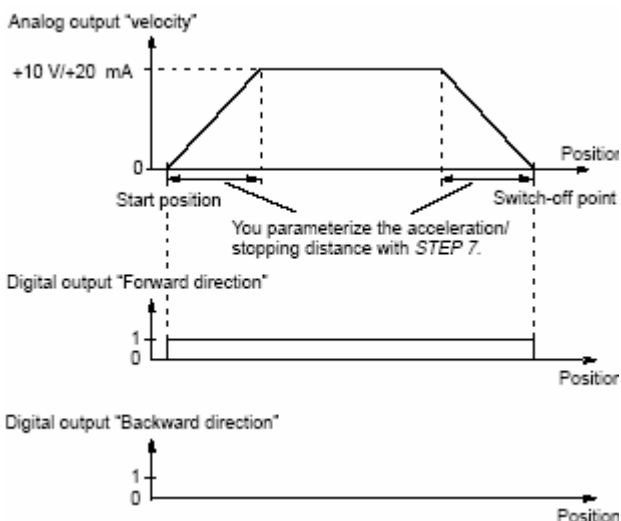 Analog output "velocity"
+10 V/+20 mA
0
Position
Start position
Switch-off point
You parameterize the acceleration/
stopping distance with STEP 7.
Digital output "Forward direction"
1
0
Position
Digital output "Backward direction"
1
0
Position